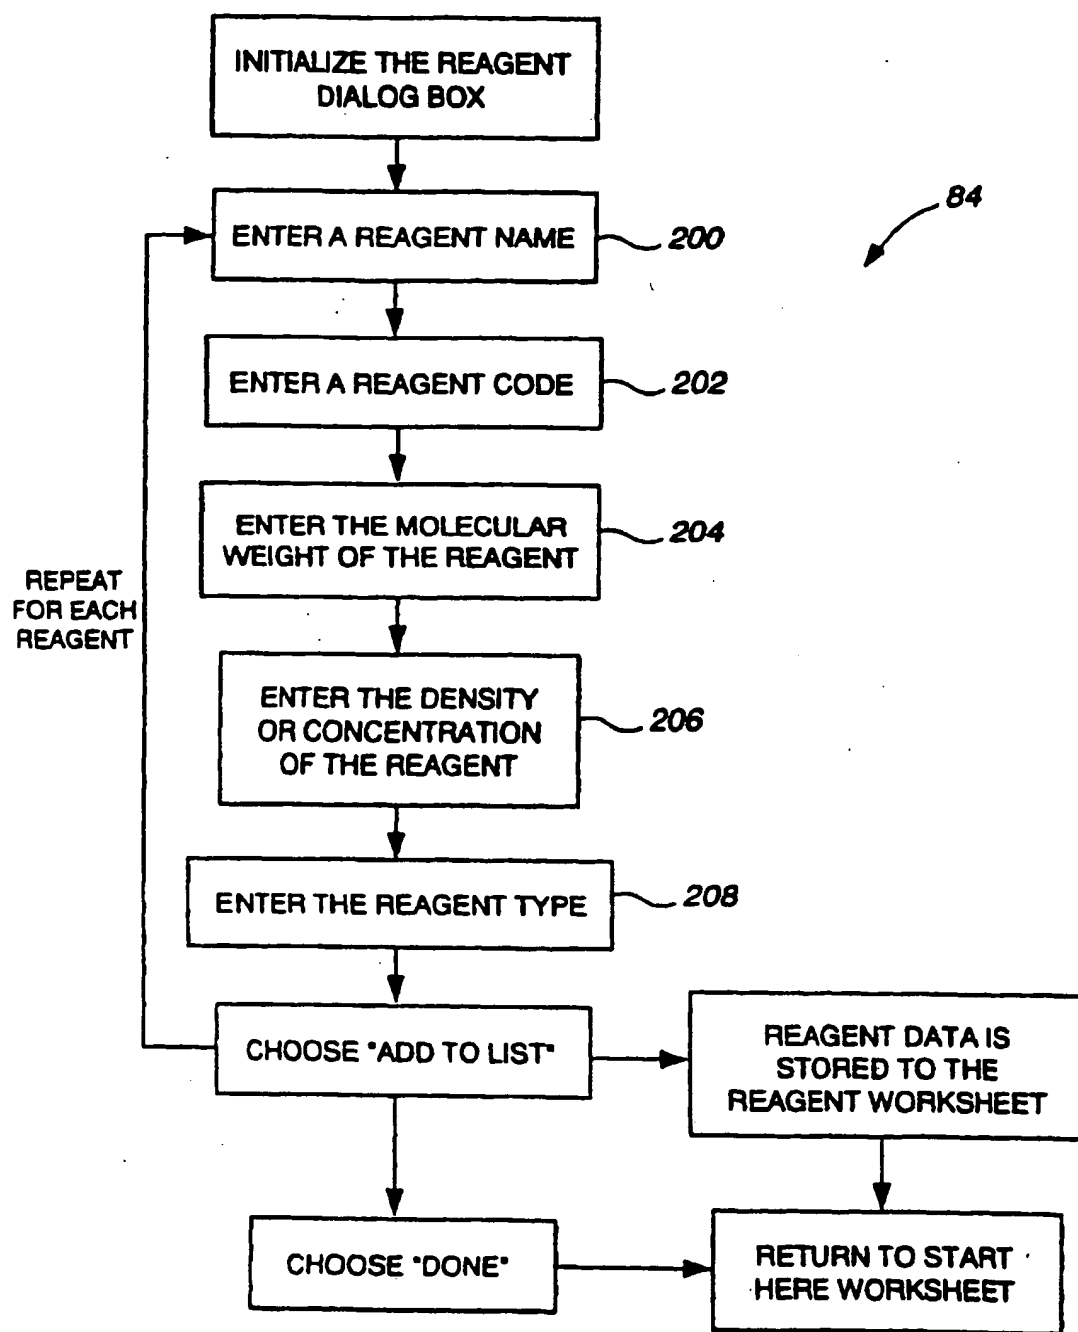 INITIALIZE THE REAGENT
DIALOG BOX
84
ENTER A REAGENT NAME
200
ENTER A REAGENT CODE
202
ENTER THE MOLECULAR
WEIGHT OF THE REAGENT
204
REPEAT
FOR EACH
REAGENT
ENTER THE DENSITY
OR CONCENTRATION
OF THE REAGENT
206
ENTER THE REAGENT TYPE
208
CHOOSE "ADD TO LIST"
REAGENT DATA IS
STORED TO THE
REAGENT WORKSHEET
CHOOSE "DONE"
RETURN TO START
HERE WORKSHEET